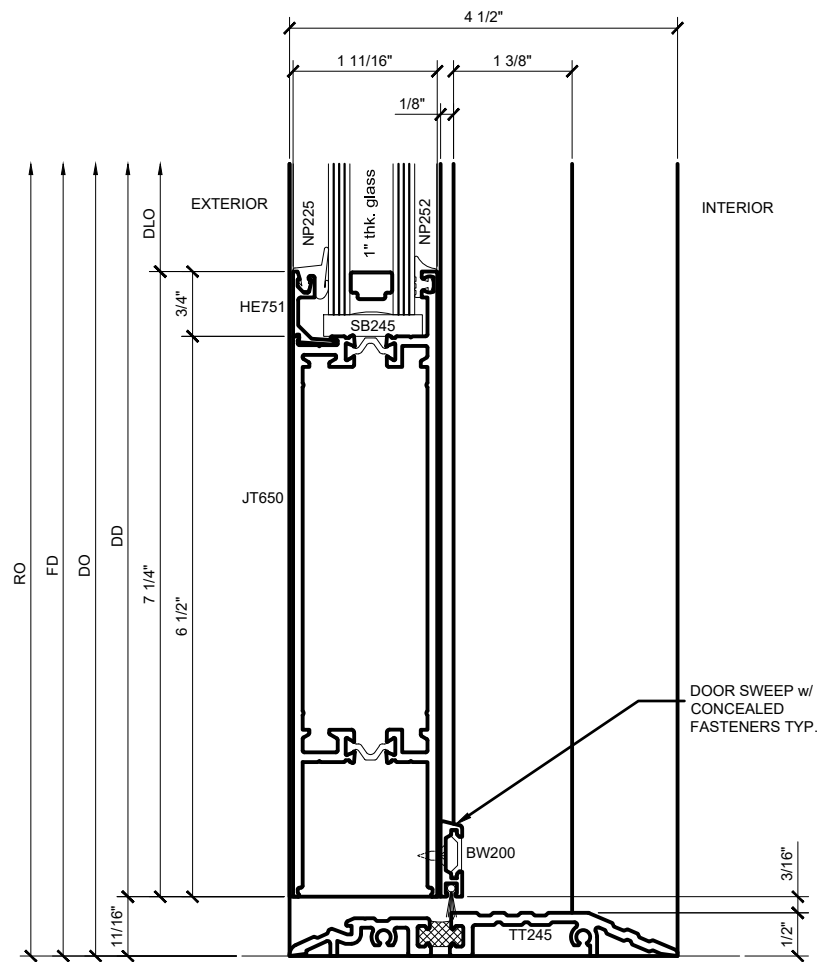 4 1/2"
1 11/16"
1 3/8"
1/8"
EXTERIOR
INTERIOR
DLO
NP225
1" thk. glass
NP252
3/4"
HE751
SB245
JT650
RO
FD
DO
DD
7 1/4"
6 1/2"
DOOR SWEEP w/
CONCEALED
FASTENERS TYP.
BW200
3/16"
11/16"
TT245
1/2"